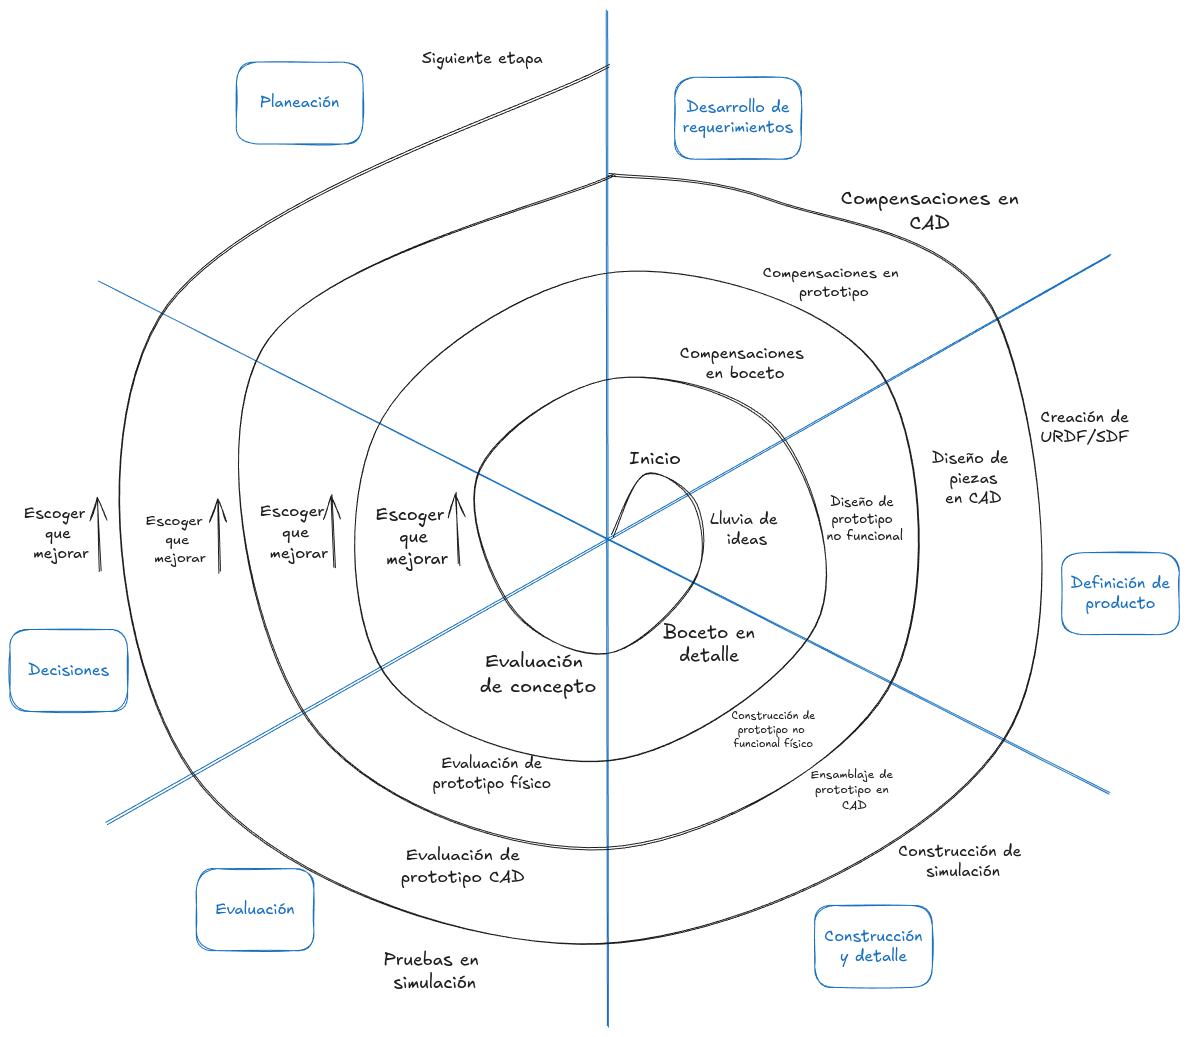 Siguiente etapa
Planeación
Desarrollo de
requerimientos
Compensaciones en
CAD
Compensaciones en
prototipo
Compensaciones
en boceto
Inicio
Creación de
URDF/SDF
Diseño de
piezas
en CAD
Diseño de
prototipo
no funcional
Lluvia de
ideas
Escoger
que
mejorar
Escoger
que
mejorar
Escoger
que
mejorar
Escoger
que
mejorar
Definición de
producto
Decisiones
Boceto en
detalle
Evaluación
de concepto
Construcción de
prototipo no
funcional físico
Evaluación de
prototipo físico
Ensamblaje de
prototipo en
CAD
Evaluación de
prototipo CAD
Construcción de
simulación
Evaluación
Construcción
y detalle
Pruebas en
simulación